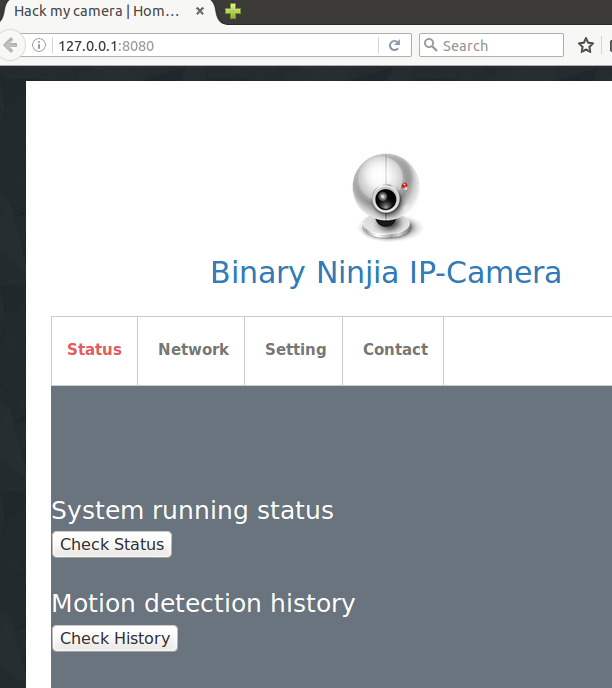 Hack my camera | Hom...
127.0.0.1:8080
Search
Binary Ninjia IP-Camera
Status
Network
Setting
Contact
System running status
Check Status
Motion detection history
Check History